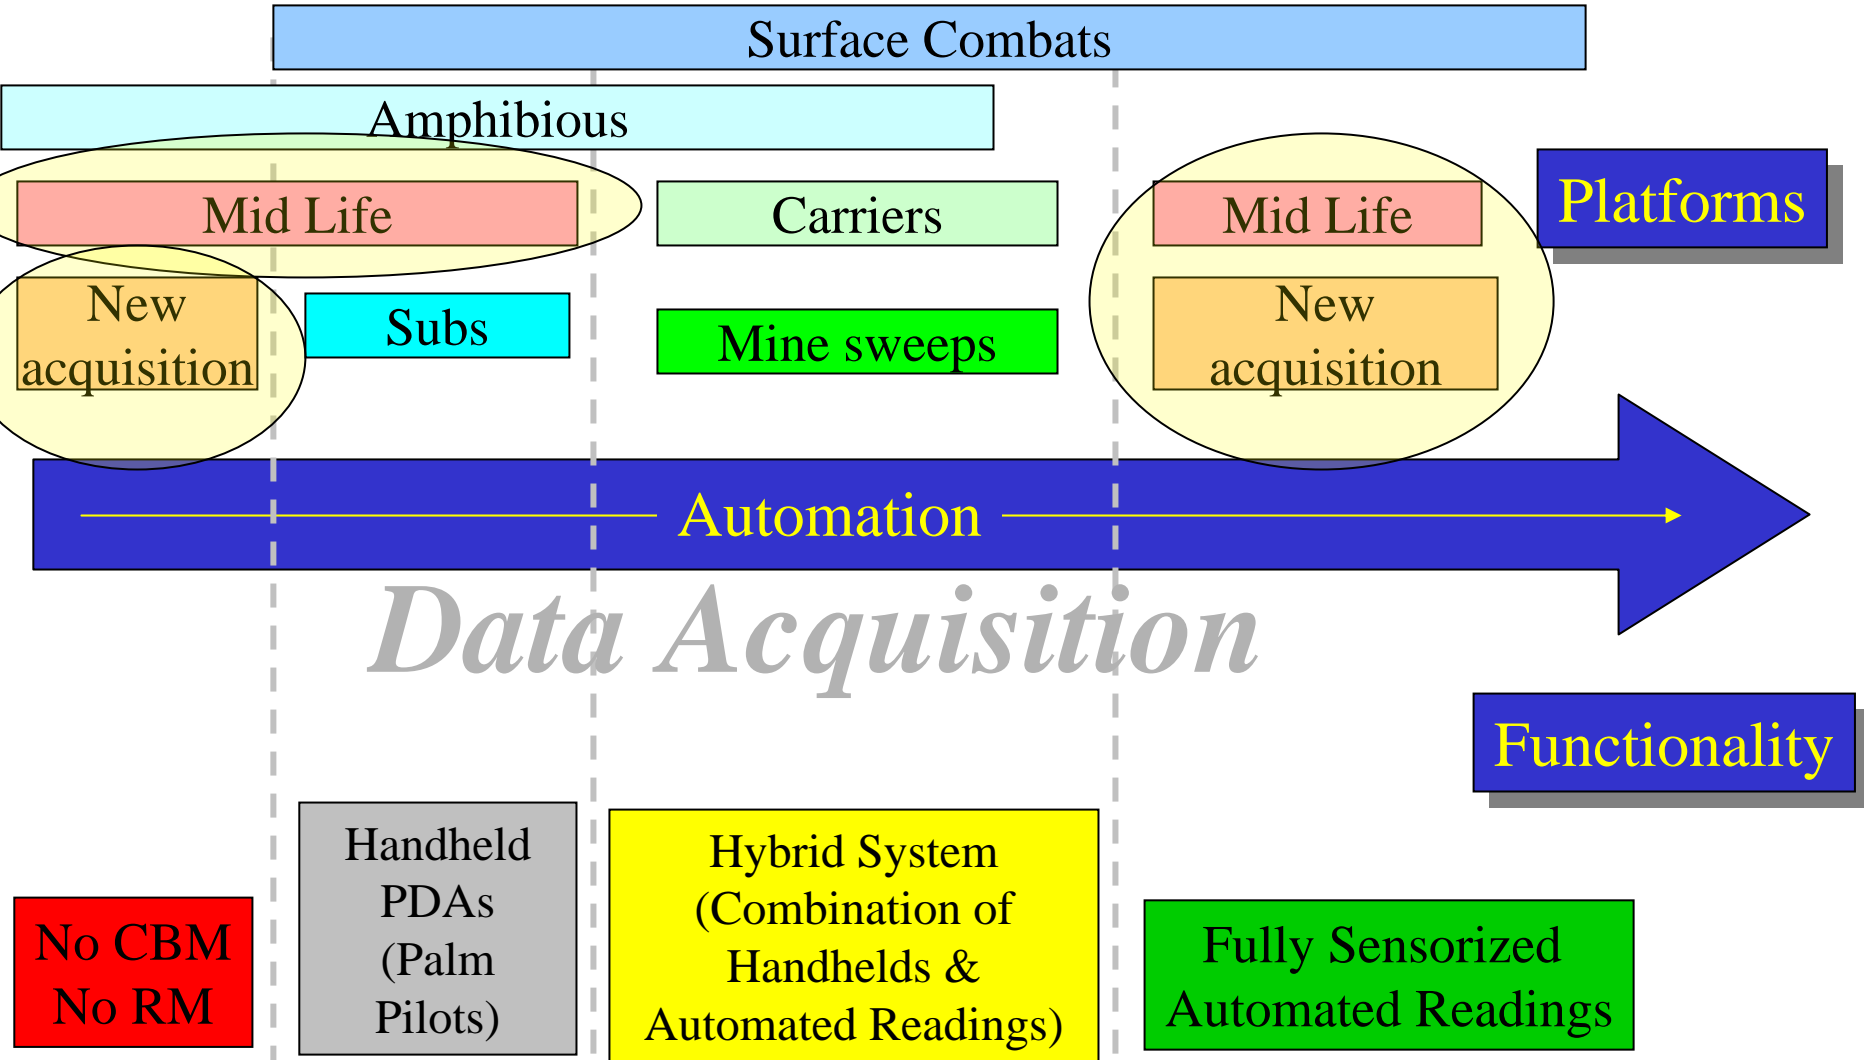 Surface Combats
Amphibious
Mid Life
Carriers
Mid Life
Platforms
New
acquisition
Subs
Mine sweeps
New
acquisition
Automation
Data Acquisition
Functionality
No CBM
No RM
Handheld
PDAs
(Palm
Pilots)
Hybrid System
(Combination of
Handhelds &
Automated Readings)
Fully Sensorized
Automated Readings